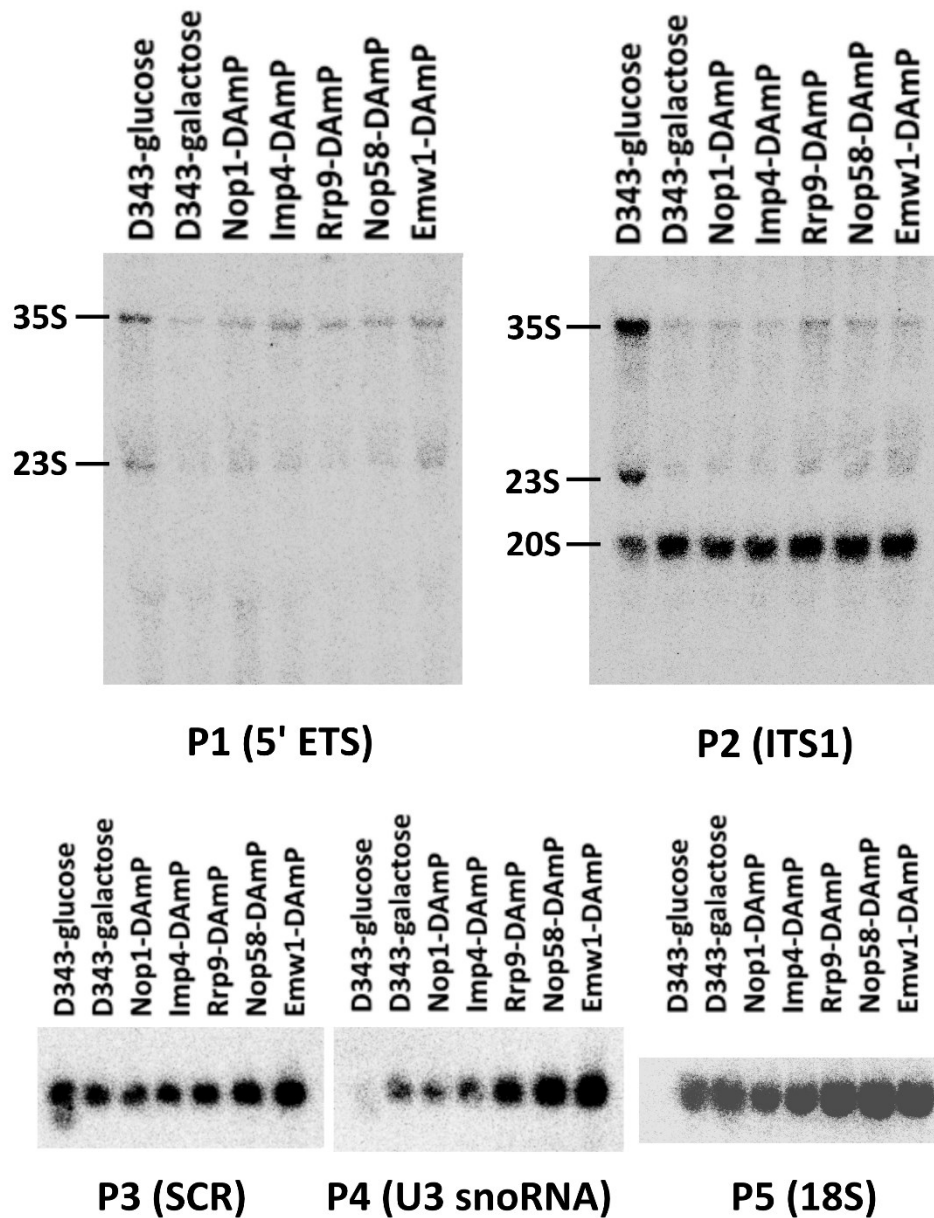 D343-glucose
D343-galactose
Nop1-DAmP
Imp4-DAmP
Rrp9-DAmP
Nop58-DAmP
Emw1-DAmP
35S
23S
P1 (5' ETS)
D343-glucose
D343-galactose
Nop1-DAmP
Imp4-DAmP
Rrp9-DAmP
Nop58-DAmP
Emw1-DAmP
35S
23S
20S
P2 (ITS1)
D343-glucose
D343-galactose
Nop1-DAmP
Imp4-DAmP
Rrp9-DAmP
Nop58-DAmP
Emw1-DAmP
P3 (SCR)
D343-glucose
D343-galactose
Nop1-DAmP
Imp4-DAmP
Rrp9-DAmP
Nop58-DAmP
Emw1-DAmP
P4 (U3 snoRNA)
D343-glucose
D343-galactose
Nop1-DAmP
Imp4-DAmP
Rrp9-DAmP
Nop58-DAmP
Emw1-DAmP
P5 (18S)